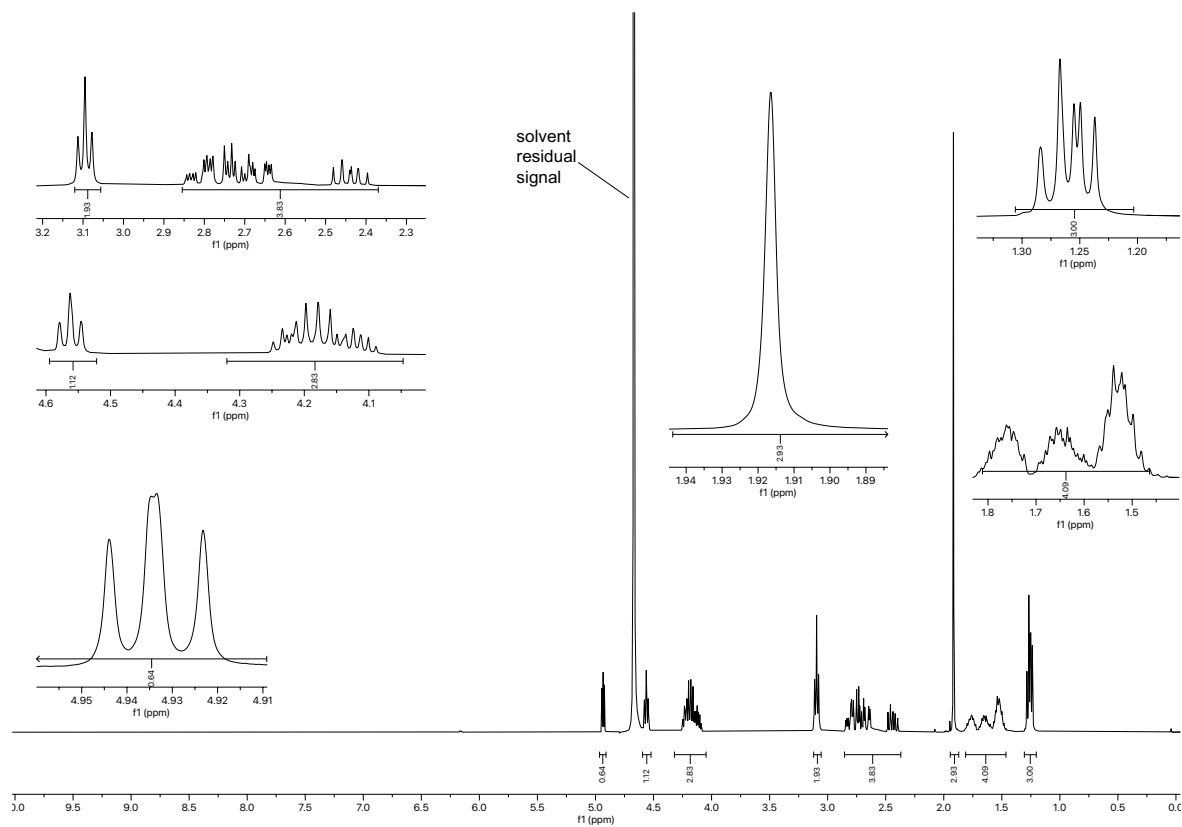 solvent
residual
signal
1.93
3.83
3.2 3.1 3.0 2.9 2.8 2.7 2.6 2.5 2.4 2.3
f1 (ppm)
1.12
2.83
4.6 4.5 4.4 4.3 4.2 4.1
f1 (ppm)
0.64
4.95 4.94 4.93 4.92 4.91
f1 (ppm)
2.93
1.94 1.93 1.92 1.91 1.90 1.89
f1 (ppm)
3.00
1.30 1.25 1.20
f1 (ppm)
4.09
1.8 1.7 1.6 1.5
f1 (ppm)
0.64 1.12 2.83 1.93 3.83 2.93 4.09 3.00
0.0 9.5 9.0 8.5 8.0 7.5 7.0 6.5 6.0 5.5 5.0 4.5 4.0 3.5 3.0 2.5 2.0 1.5 1.0 0.5 0.0
f1 (ppm)